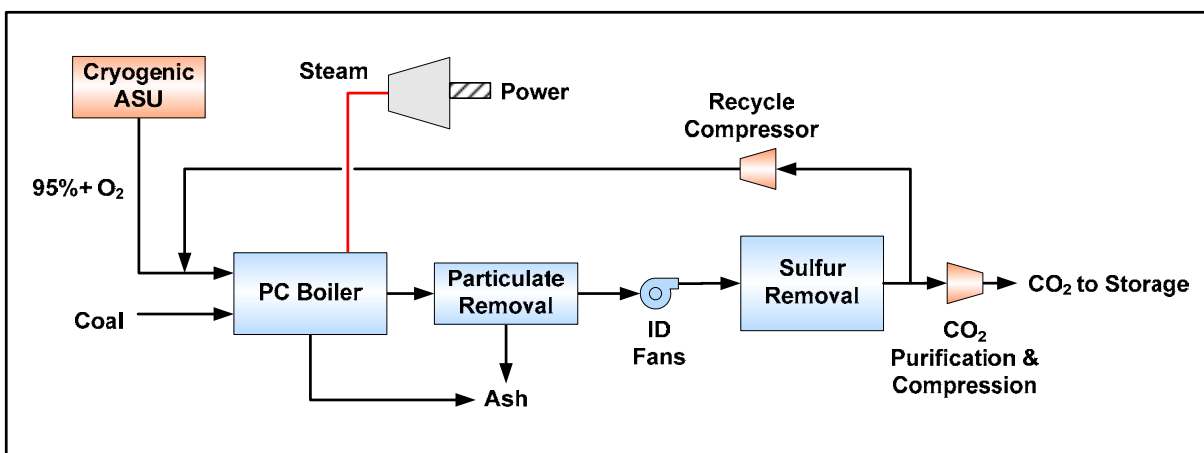 Cryogenic
ASU
Steam
Power
Recycle
Compressor
95%+ O₂
PC Boiler
Particulate
Removal
Sulfur
Removal
CO₂ to Storage
Coal
ID
Fans
CO₂
Purification &
Compression
Ash